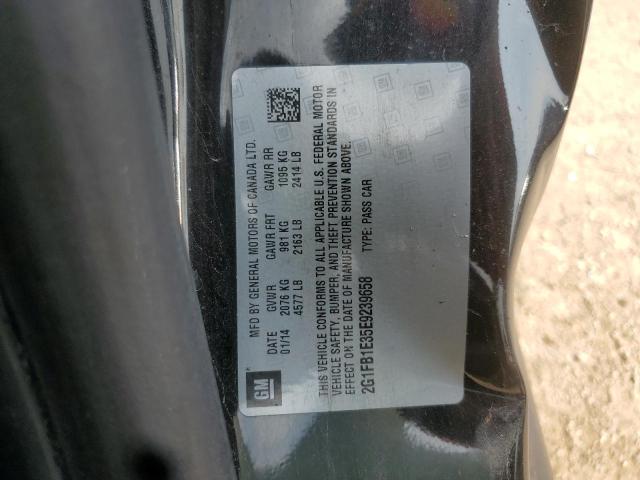 GM
MFD BY GENERAL MOTORS OF CANADA LTD.
DATE GVWR GAWR FRT GAWR RR
01/14 2076 KG 981 KG 1095 KG
4577 LB 2163 LB 2414 LB
THIS VEHICLE CONFORMS TO ALL APPLICABLE U.S. FEDERAL MOTOR
VEHICLE SAFETY, BUMPER, AND THEFT PREVENTION STANDARDS IN
EFFECT ON THE DATE OF MANUFACTURE SHOWN ABOVE.
2G1FB1E35E9239658 TYPE: PASS CAR